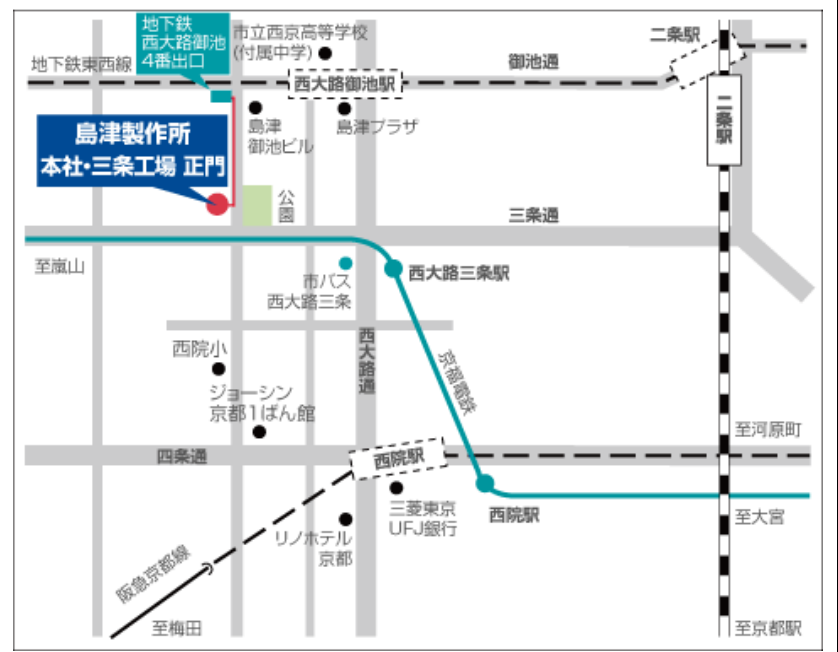 地下鉄
西大路御池
4番出口
市立西京高等学校
(付属中学)
二条駅
地下鉄東西線
西大路御池駅
御池通
二条駅
島津
御池ビル
島津プラザ
島津製作所
本社・三条工場 正門
公園
三条通
至嵐山
市バス
西大路三条
西大路三条駅
西院小
西大路通
京福電鉄
ジョーシン
京都1ばん館
至河原町
四条通
西院駅
三菱東京
UFJ銀行
西院駅
至大宮
リノホテル
京都
阪急京都線
至梅田
至京都駅